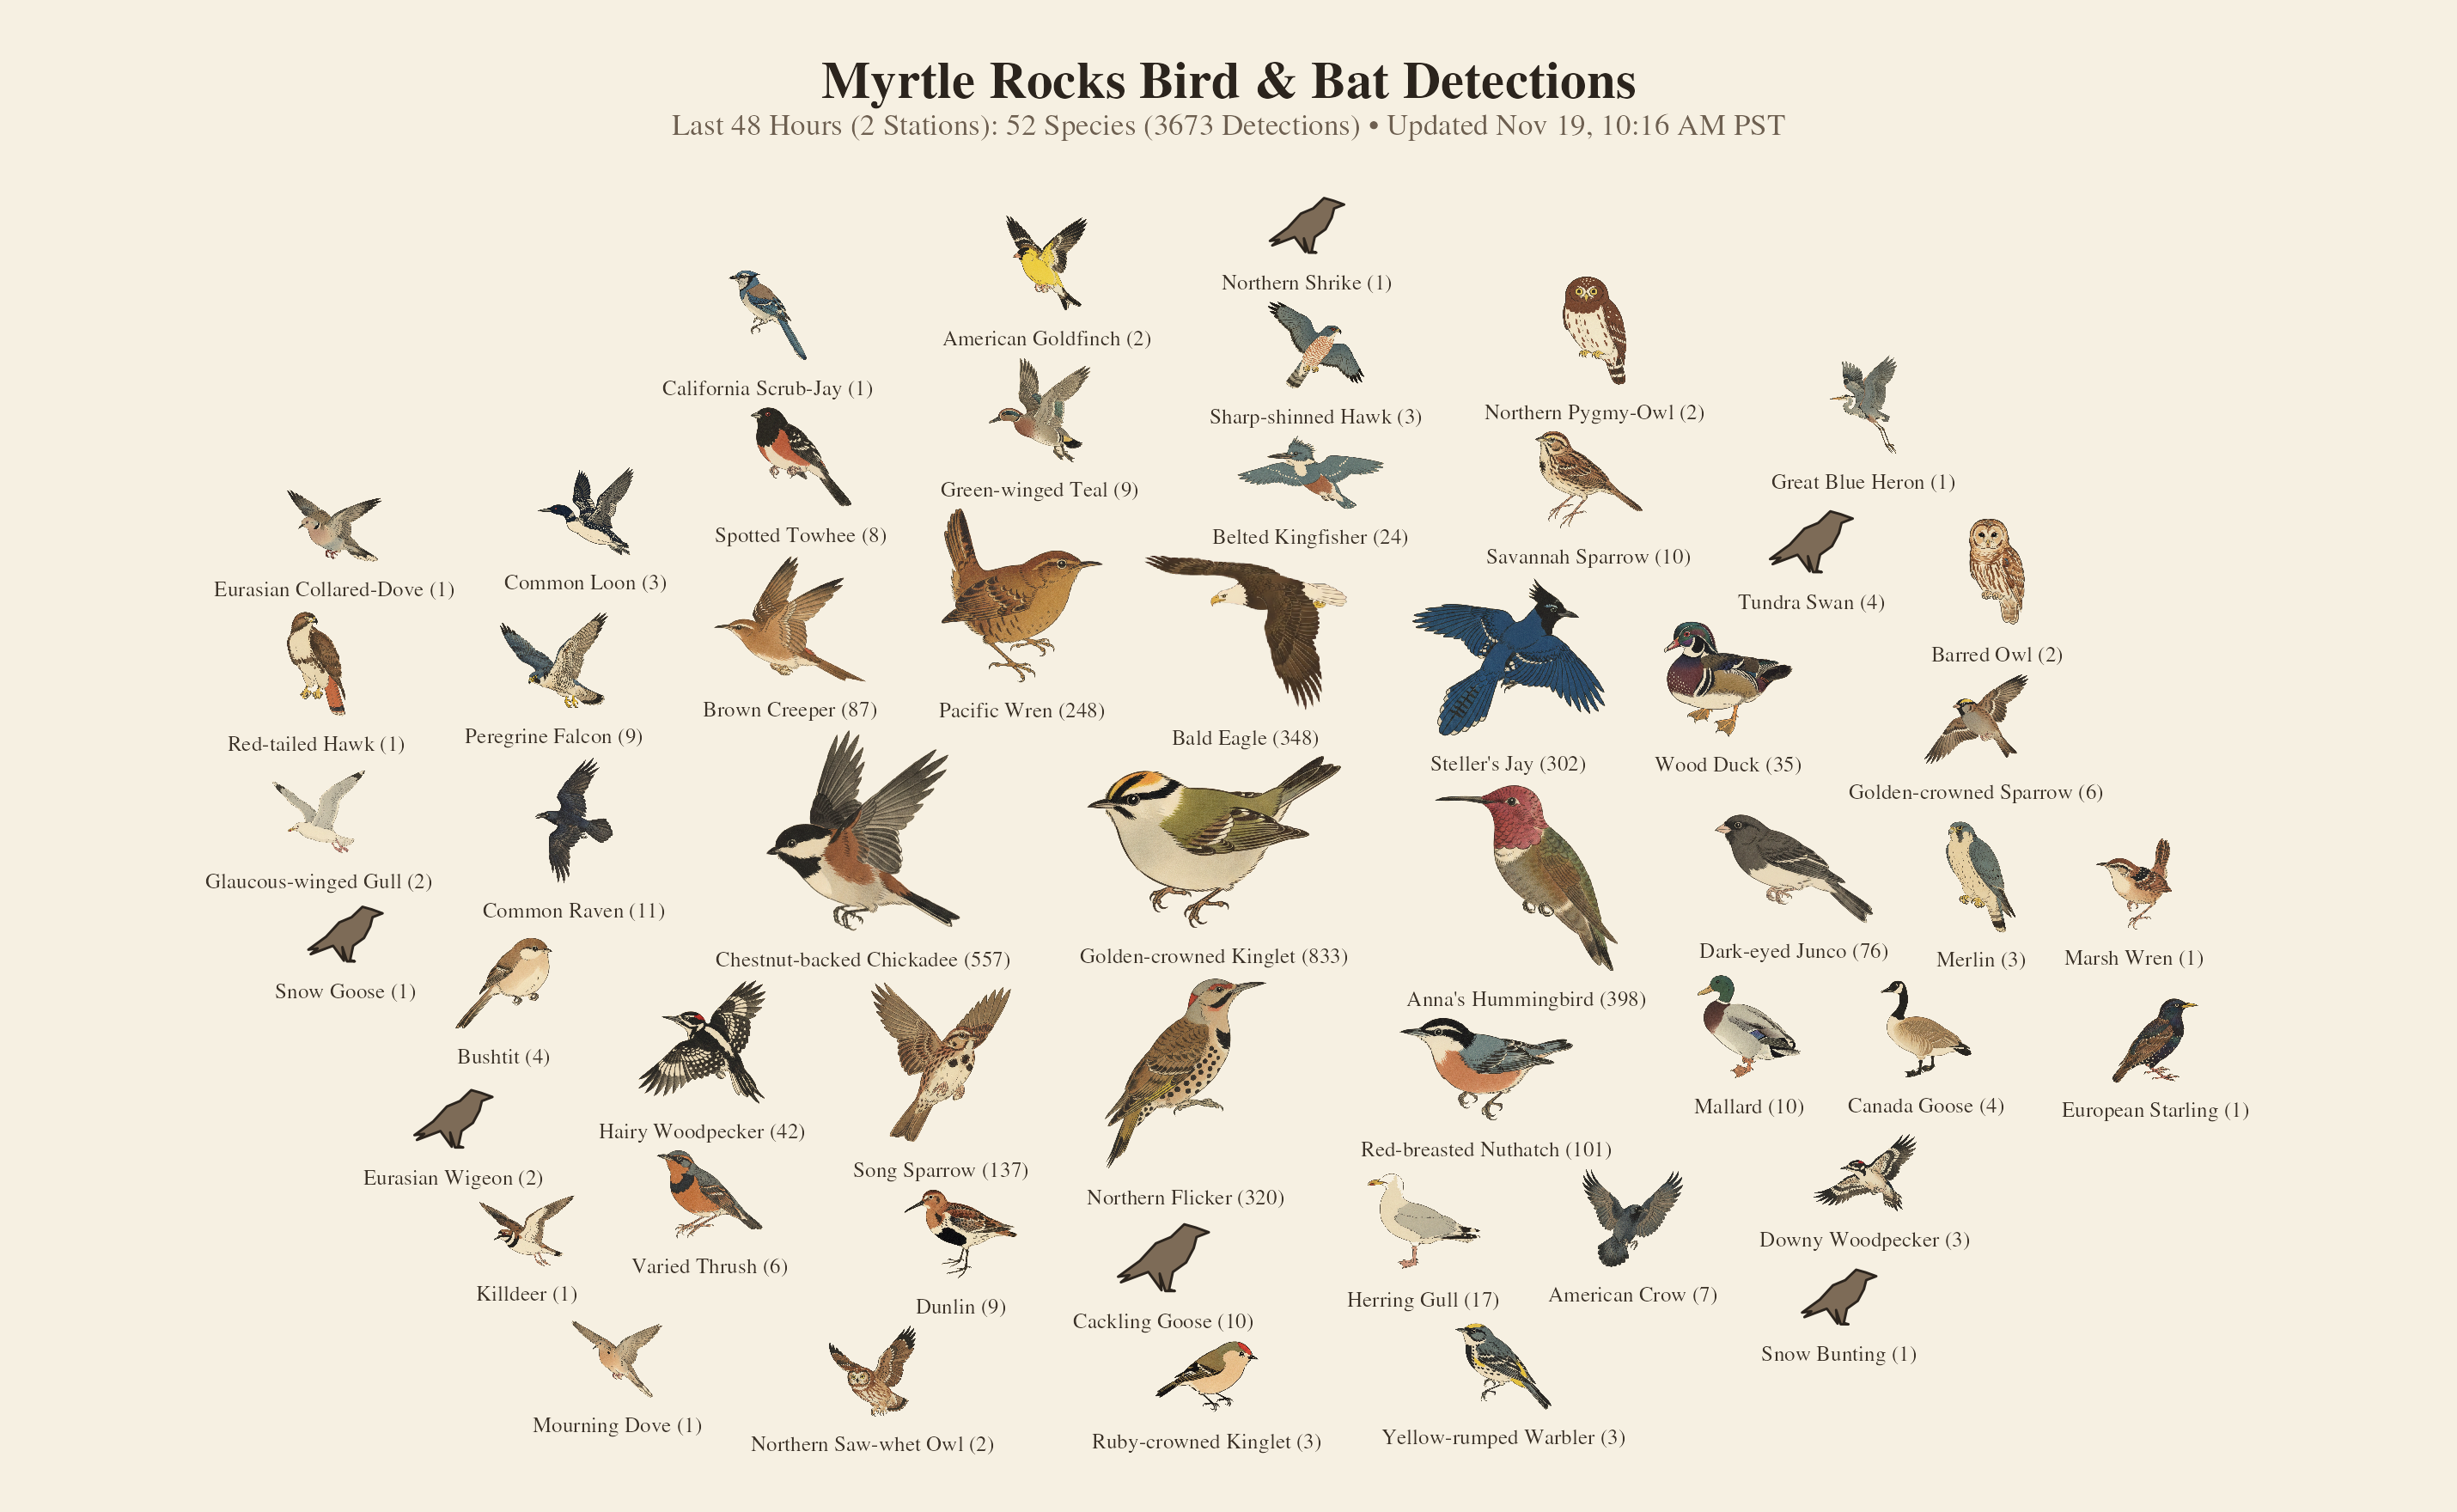 Myrtle Rocks Bird & Bat Detections
Last 48 Hours (2 Stations): 52 Species (3673 Detections) • Updated Nov 19, 10:16 AM PST
Northern Shrike (1)
American Goldfinch (2)
California Scrub-Jay (1)
Sharp-shinned Hawk (3)
Northern Pygmy-Owl (2)
Great Blue Heron (1)
Green-winged Teal (9)
Spotted Towhee (8)
Belted Kingfisher (24)
Savannah Sparrow (10)
Common Loon (3)
Eurasian Collared-Dove (1)
Tundra Swan (4)
Barred Owl (2)
Brown Creeper (87)
Pacific Wren (248)
Peregrine Falcon (9)
Bald Eagle (348)
Red-tailed Hawk (1)
Steller's Jay (302)
Wood Duck (35)
Golden-crowned Sparrow (6)
Glaucous-winged Gull (2)
Common Raven (11)
Dark-eyed Junco (76)
Golden-crowned Kinglet (833)
Marsh Wren (1)
Chestnut-backed Chickadee (557)
Merlin (3)
Snow Goose (1)
Anna's Hummingbird (398)
Bushtit (4)
Mallard (10)
Canada Goose (4)
European Starling (1)
Hairy Woodpecker (42)
Red-breasted Nuthatch (101)
Song Sparrow (137)
Eurasian Wigeon (2)
Northern Flicker (320)
Downy Woodpecker (3)
Varied Thrush (6)
Killdeer (1)
American Crow (7)
Herring Gull (17)
Dunlin (9)
Cackling Goose (10)
Snow Bunting (1)
Mourning Dove (1)
Yellow-rumped Warbler (3)
Ruby-crowned Kinglet (3)
Northern Saw-whet Owl (2)